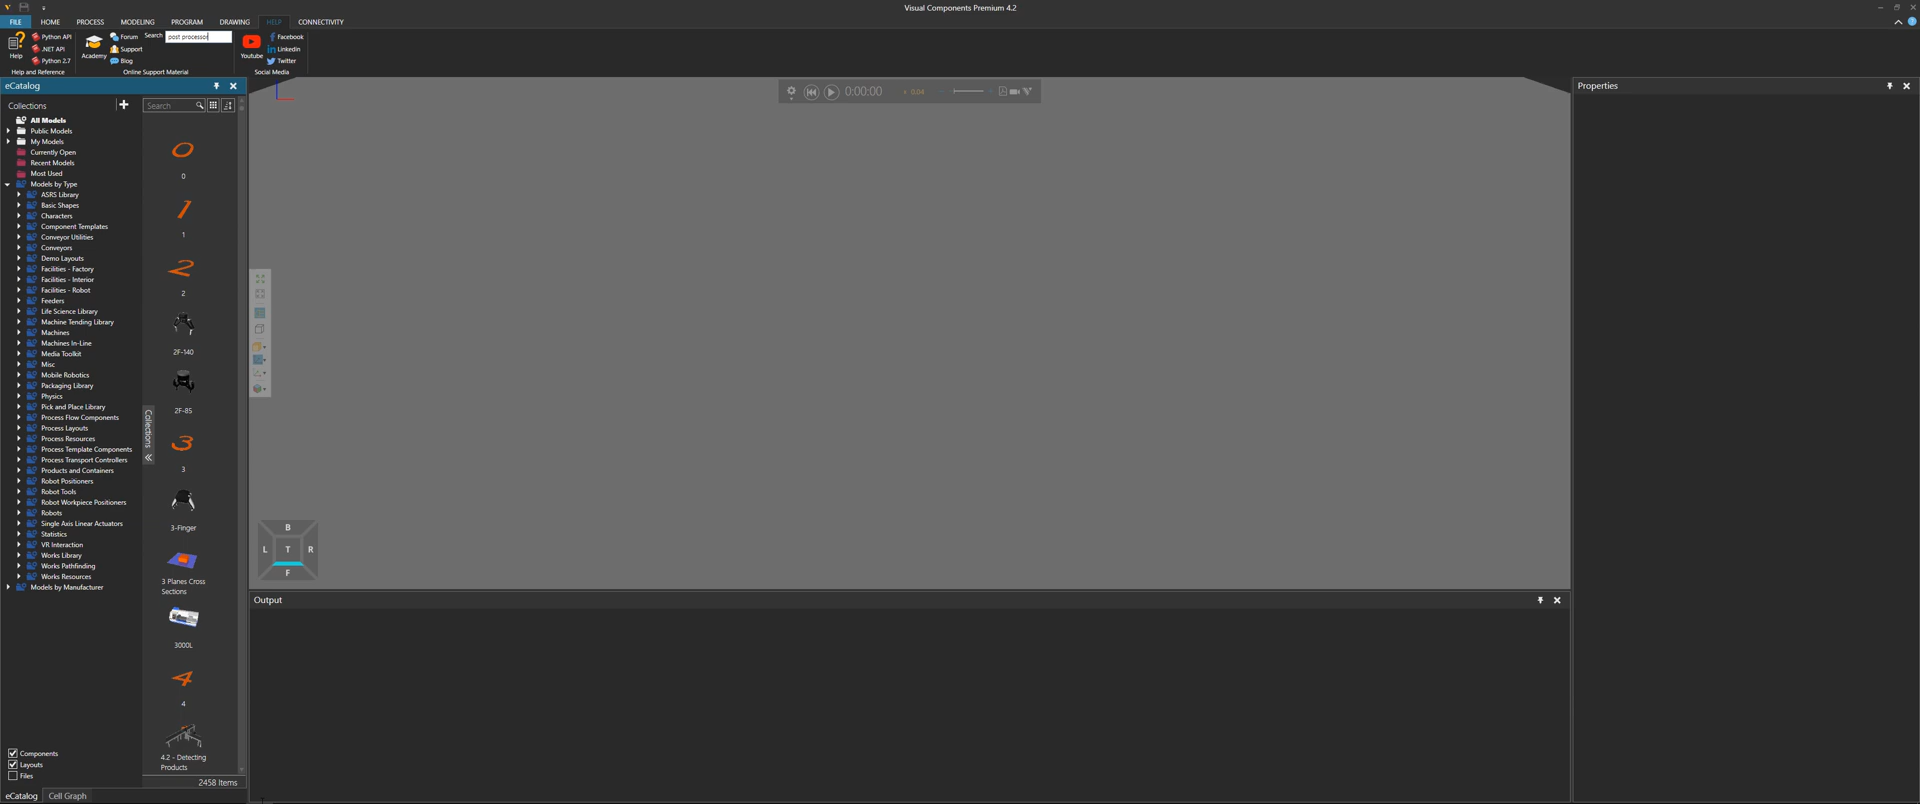 Visual Components Premium 4.2
FILE HOME PROCESS MODELING PROGRAM DRAWING HELP CONNECTIVITY
Help
Python API
.NET API
Python 2.7
Help and Reference
Academy
Forum
Support
Blog
Search post processor
Online Support Material
Youtube
Facebook
LinkedIn
Twitter
Social Media
eCatalog
Collections
All Models
Public Models
My Models
Currently Open
Recent Models
Most Used
Models by Type
ASRS Library
Basic Shapes
Characters
Component Templates
Conveyor Utilities
Conveyors
Demo Layouts
Facilities - Factory
Facilities - Interior
Facilities - Robot
Feeders
Life Science Library
Machine Tending Library
Machines
Machines In-Line
Media Toolkit
Misc
Mobile Robotics
Packaging Library
Physics
Pick and Place Library
Process Flow Components
Process Layouts
Process Resources
Process Template Components
Process Transport Controllers
Products and Containers
Robot Positioners
Robot Tools
Robot Workpiece Positioners
Robots
Single Axis Linear Actuators
Statistics
VR Interaction
Works Library
Works Pathfinding
Works Resources
Models by Manufacturer
Components
Layouts
Files
eCatalog Cell Graph
Search
0
0
1
1
2
2
2F-140
2F-85
3
3
3-Finger
3 Planes Cross
Sections
3000L
4
4
4.2 - Detecting
Products
2458 Items
Collections
0:00:00
0.04
B
L T R
F
Output
Properties